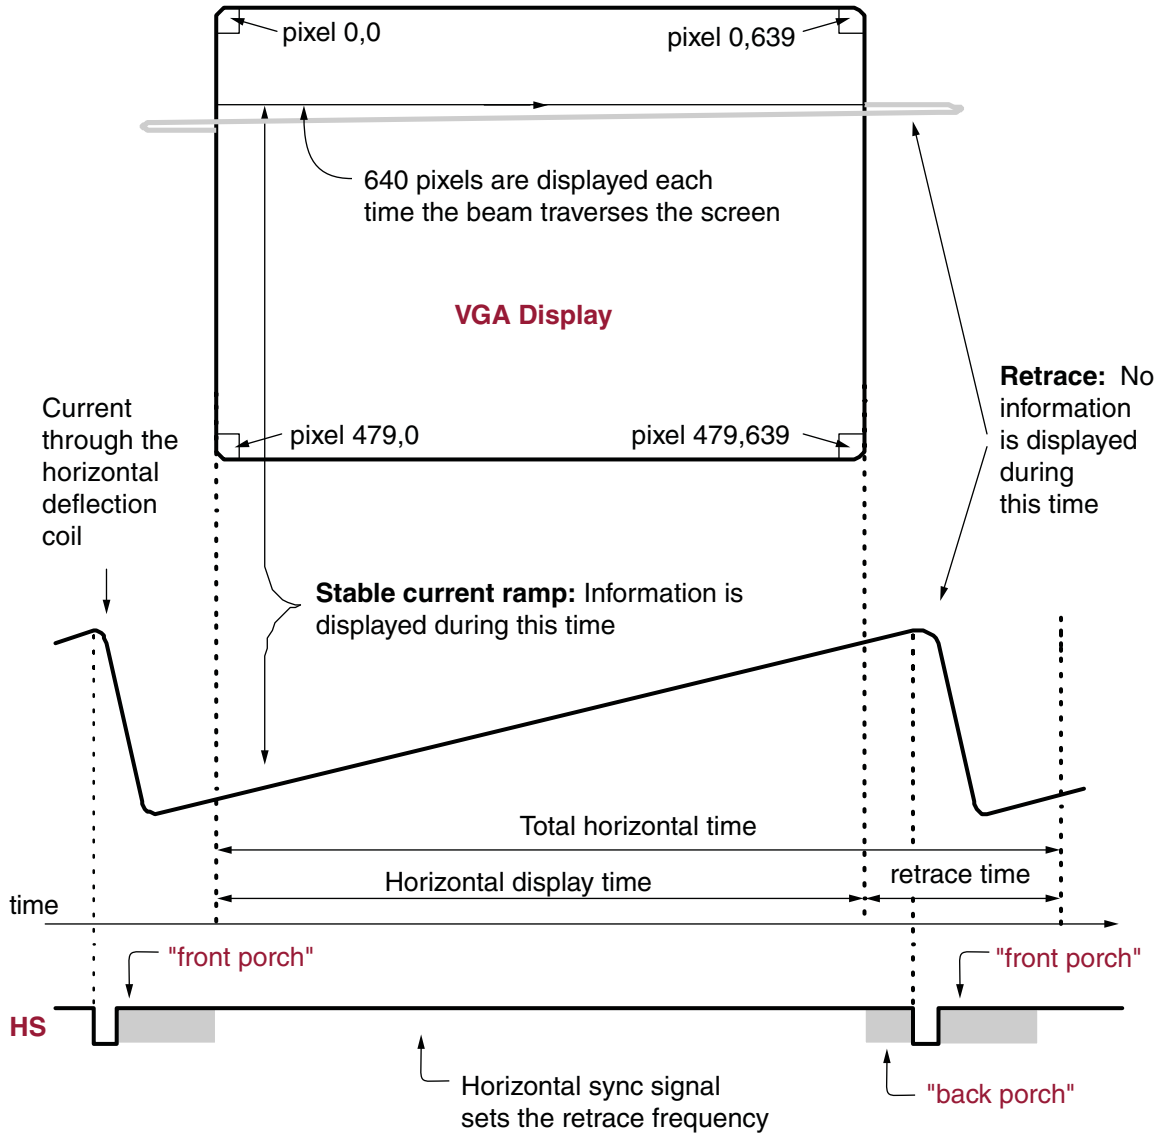 pixel 0,0
pixel 0,639
640 pixels are displayed each
time the beam traverses the screen
VGA Display
Retrace: No
information
is displayed
during
this time
Current
through the
horizontal
deflection
coil
pixel 479,0
pixel 479,639
Stable current ramp: Information is
displayed during this time
Total horizontal time
Horizontal display time
retrace time
time
"front porch"
"front porch"
HS
Horizontal sync signal
sets the retrace frequency
"back porch"